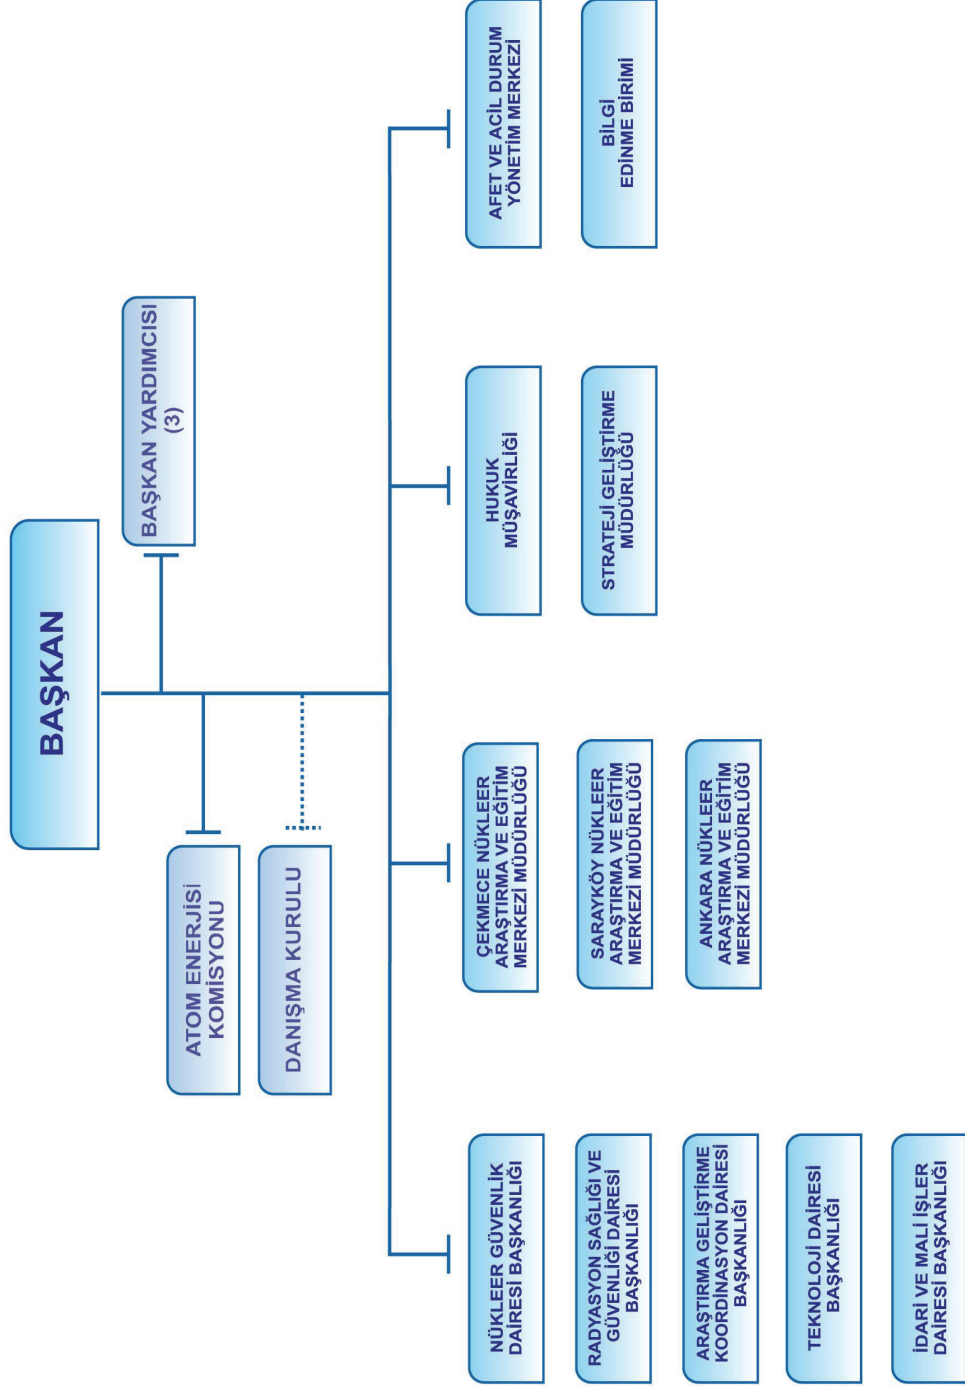 BAŞKAN
BAŞKAN YARDIMCISI
(3)
ATOM ENERJİSİ
KOMİSYONU
DANIŞMA KURULU
NÜKLEER GÜVENLİK
DAİRESİ BAŞKANLIĞI
RADYASYON SAĞLIĞI VE
GÜVENLİĞİ DAİRESİ
BAŞKANLIĞI
ARAŞTIRMA GELİŞTİRME
KOORDİNASYON DAİRESİ
BAŞKANLIĞI
TEKNOLOJİ DAİRESİ
BAŞKANLIĞI
İDARİ VE MALİ İŞLER
DAİRESİ BAŞKANLIĞI
ÇEKMECE NÜKLEER
ARAŞTIRMA VE EĞİTİM
MERKEZİ MÜDÜRLÜĞÜ
SARAYKÖY NÜKLEER
ARAŞTIRMA VE EĞİTİM
MERKEZİ MÜDÜRLÜĞÜ
ANKARA NÜKLEER
ARAŞTIRMA VE EĞİTİM
MERKEZİ MÜDÜRLÜĞÜ
HUKUK
MÜŞAVİRLİĞİ
STRATEJİ GELİŞTİRME
MÜDÜRLÜĞÜ
AFET VE ACİL DURUM
YÖNETİM MERKEZİ
BİLGİ
EDİNME BİRİMİ